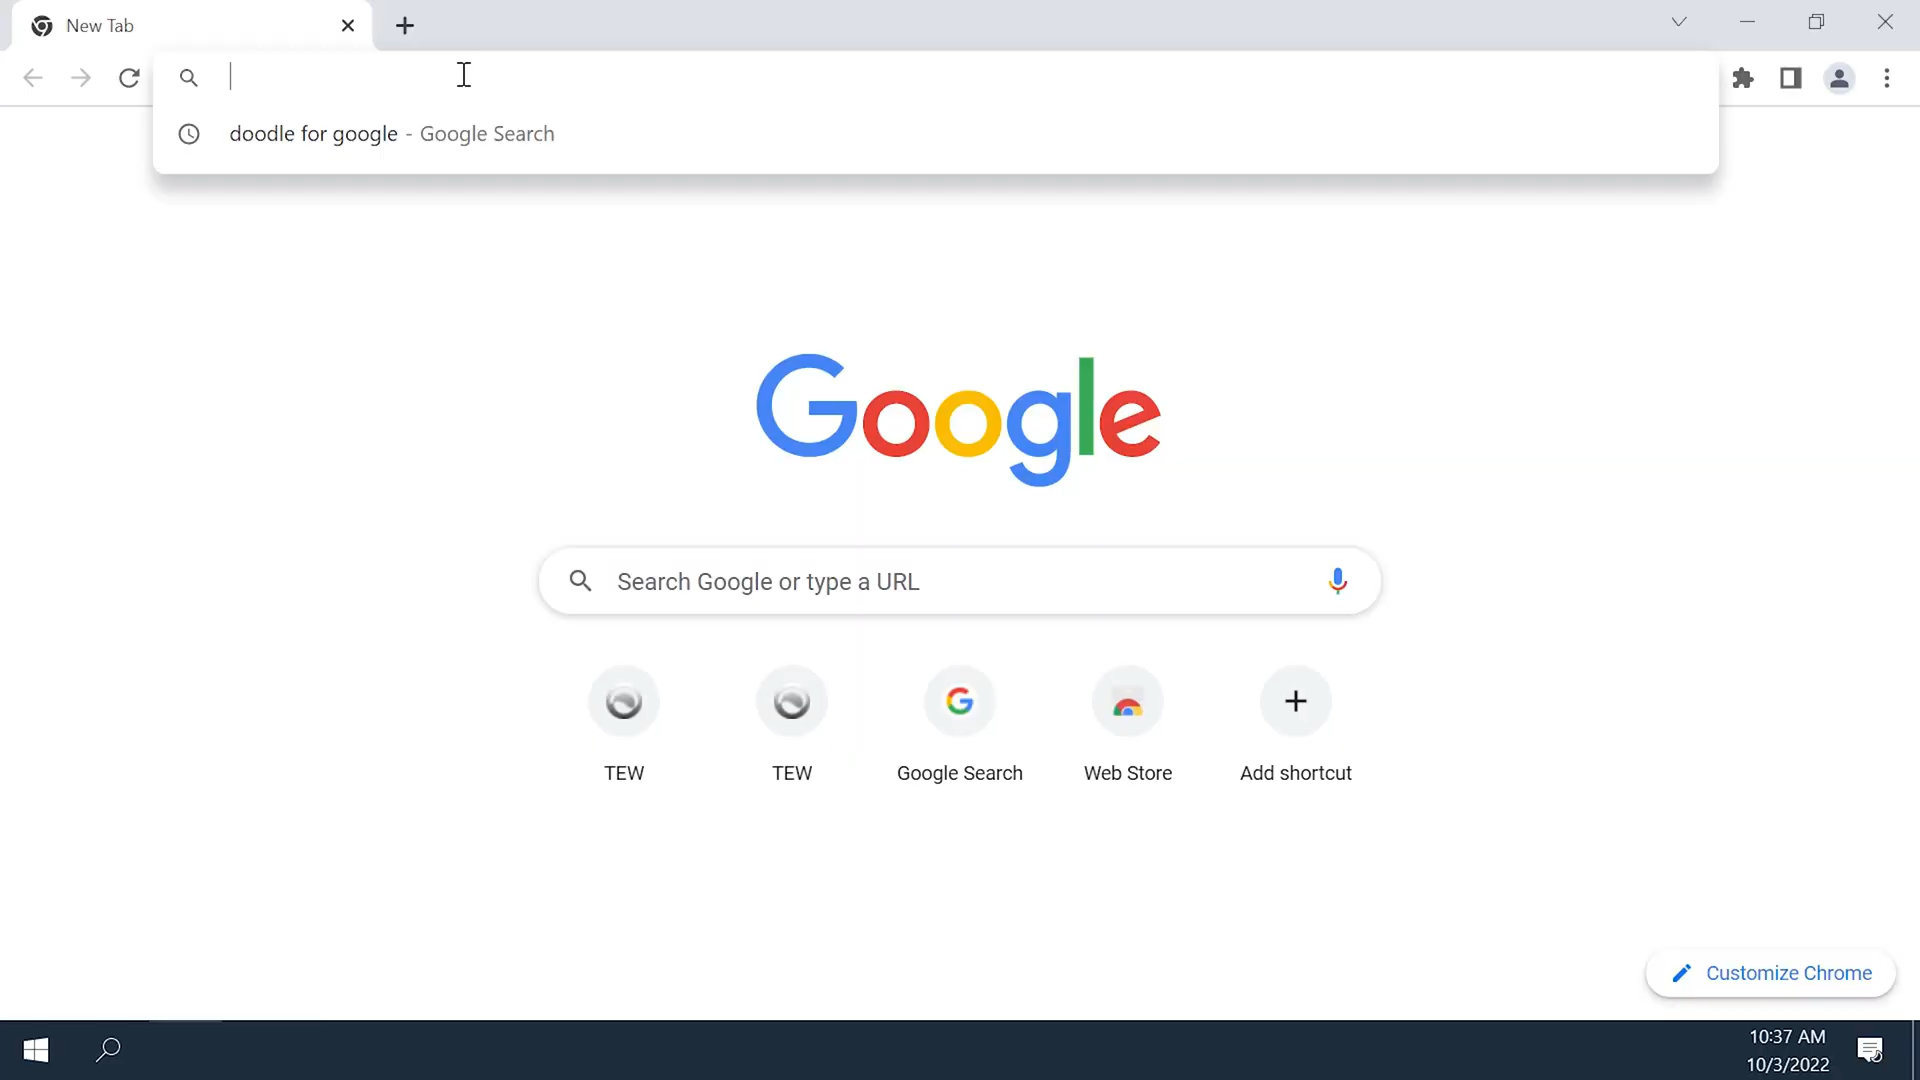 New Tab
doodle for google - Google Search
Google
Search Google or type a URL
TEW
TEW
Google Search
Web Store
Add shortcut
Customize Chrome
10:37 AM
10/3/2022